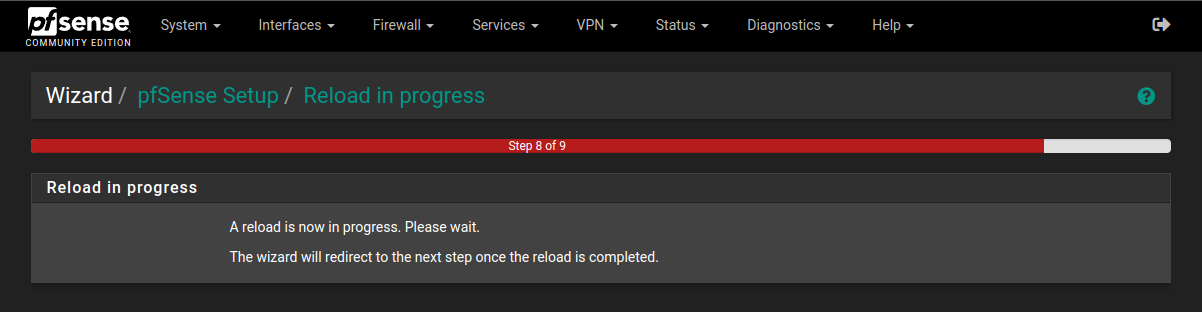 pfsense
COMMUNITY EDITION
System Interfaces Firewall Services VPN Status Diagnostics Help
Wizard / pfSense Setup / Reload in progress
?
Step 8 of 9
Reload in progress
A reload is now in progress. Please wait.
The wizard will redirect to the next step once the reload is completed.